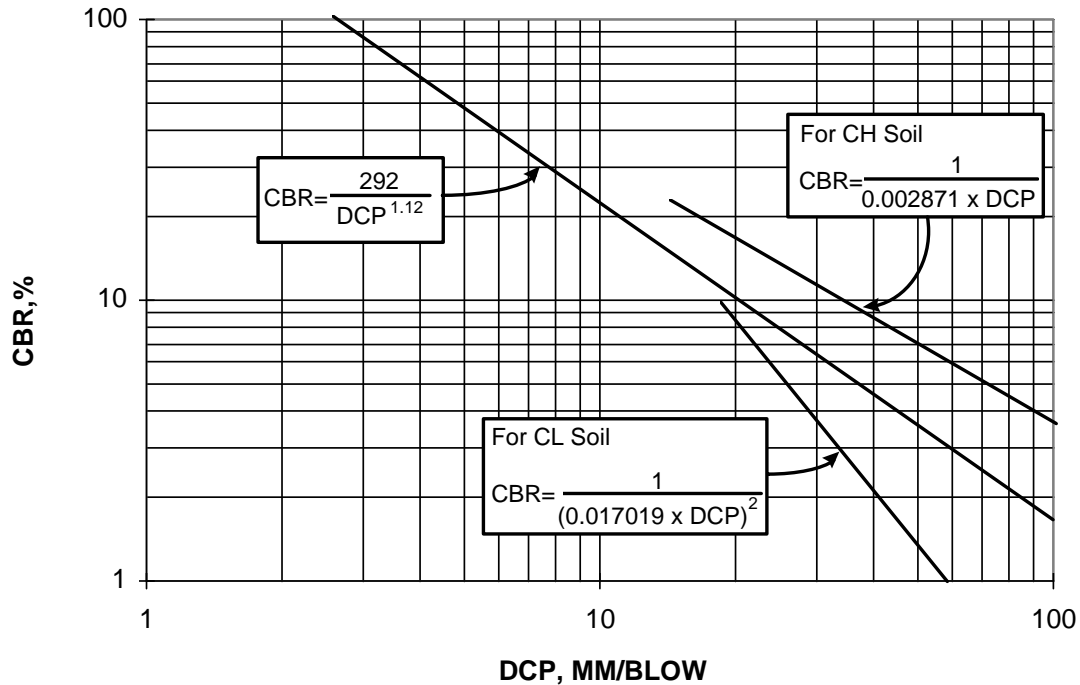 100
10
1
CBR,%
1
10
100
DCP, MM/BLOW
292
CBR=
DCP 1.12
For CH Soil
1
CBR=
0.002871 x DCP
For CL Soil
1
CBR=
(0.017019 x DCP)2